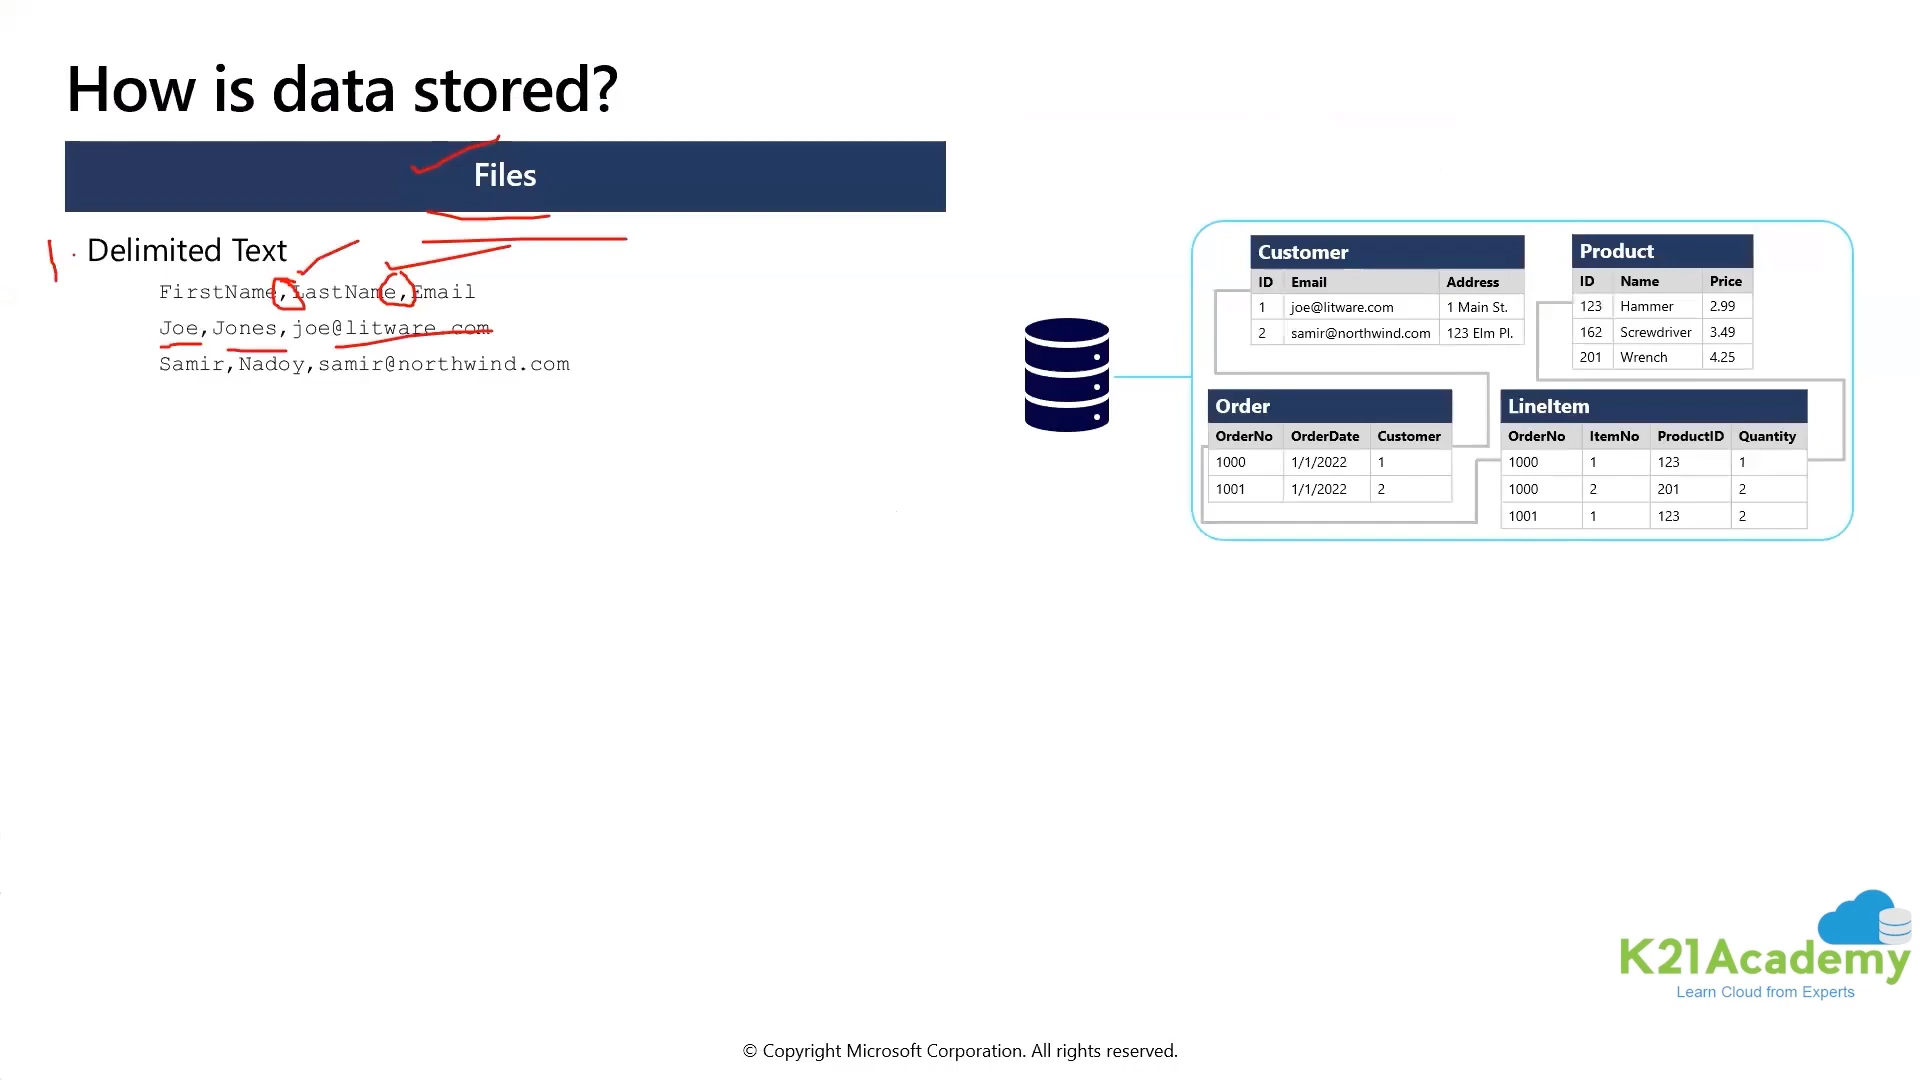 How is data stored?
Files
Delimited Text
FirstName,LastName,Email
Joe,Jones,joe@litware.com
Samir,Nadoy,samir@northwind.com
Customer
ID Email Address
1 joe@litware.com 1 Main St.
2 samir@northwind.com 123 Elm Pl.
Product
ID Name Price
123 Hammer 2.99
162 Screwdriver 3.49
201 Wrench 4.25
Order
OrderNo OrderDate Customer
1000 1/1/2022 1
1001 1/1/2022 2
LineItem
OrderNo ItemNo ProductID Quantity
1000 1 123 1
1000 2 201 2
1001 1 123 2
K21Academy
Learn Cloud from Experts
© Copyright Microsoft Corporation. All rights reserved.